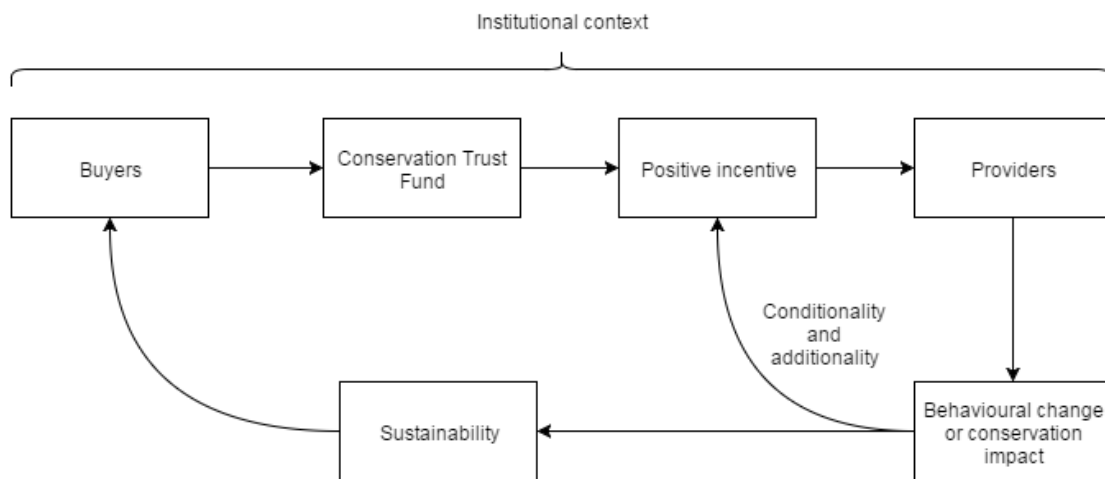 Institutional context
Buyers
Conservation Trust
Fund
Positive incentive
Providers
Conditionality
and
additionality
Sustainability
Behavioural change
or conservation
impact